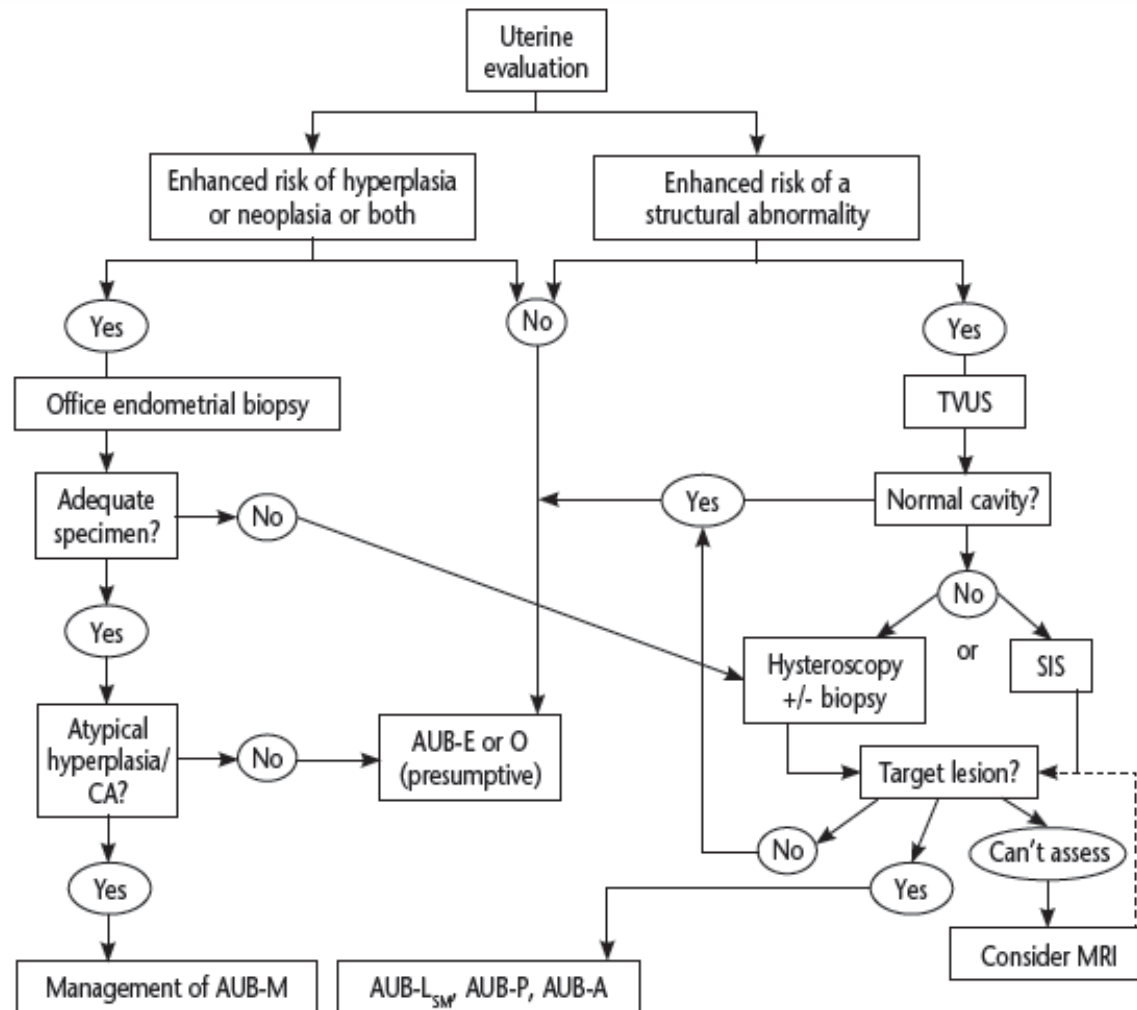 Uterine
evaluation
Enhanced risk of hyperplasia
or neoplasia or both
Enhanced risk of a
structural abnormality
Yes
No
Yes
Office endometrial biopsy
TVUS
Adequate
specimen?
No
Yes
Normal cavity?
Yes
No
or
Hysteroscopy
+/- biopsy
SIS
Atypical
hyperplasia/
CA?
No
AUB-E or O
(presumptive)
Target lesion?
No
Can't assess
Yes
Yes
Consider MRI
Management of AUB-M
AUB-LSM, AUB-P, AUB-A